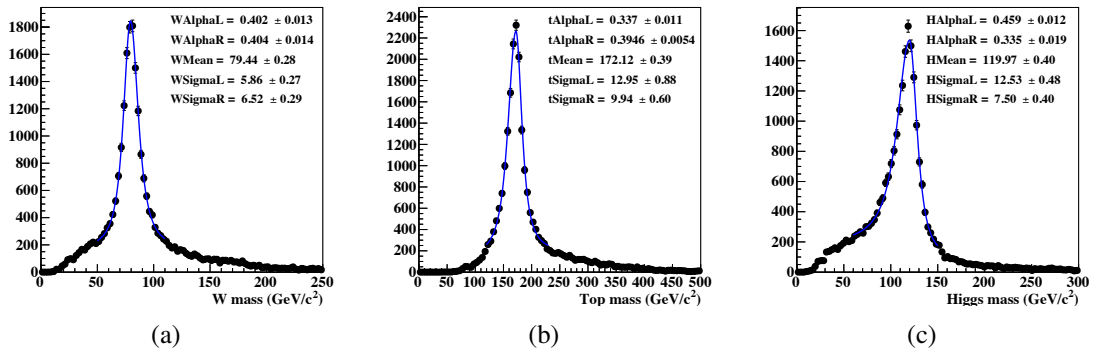 WAlphaL = 0.402 ± 0.013
WAlphaR = 0.404 ± 0.014
WMean = 79.44 ± 0.28
WSigmaL = 5.86 ± 0.27
WSigmaR = 6.52 ± 0.29
1800
1600
1400
1200
1000
800
600
400
200
0
0 50 100 150 200 250
W mass (GeV/c²)
(a)
tAlphaL = 0.337 ± 0.011
tAlphaR = 0.3946 ± 0.0054
tMean = 172.12 ± 0.39
tSigmaL = 12.95 ± 0.88
tSigmaR = 9.94 ± 0.60
2400
2200
2000
1800
1600
1400
1200
1000
800
600
400
200
0
0 50 100 150 200 250 300 350 400 450 500
Top mass (GeV/c²)
(b)
HAlphaL = 0.459 ± 0.012
HAlphaR = 0.335 ± 0.019
HMean = 119.97 ± 0.40
HSigmaL = 12.53 ± 0.48
HSigmaR = 7.50 ± 0.40
1600
1400
1200
1000
800
600
400
200
0
0 50 100 150 200 250 300
Higgs mass (GeV/c²)
(c)